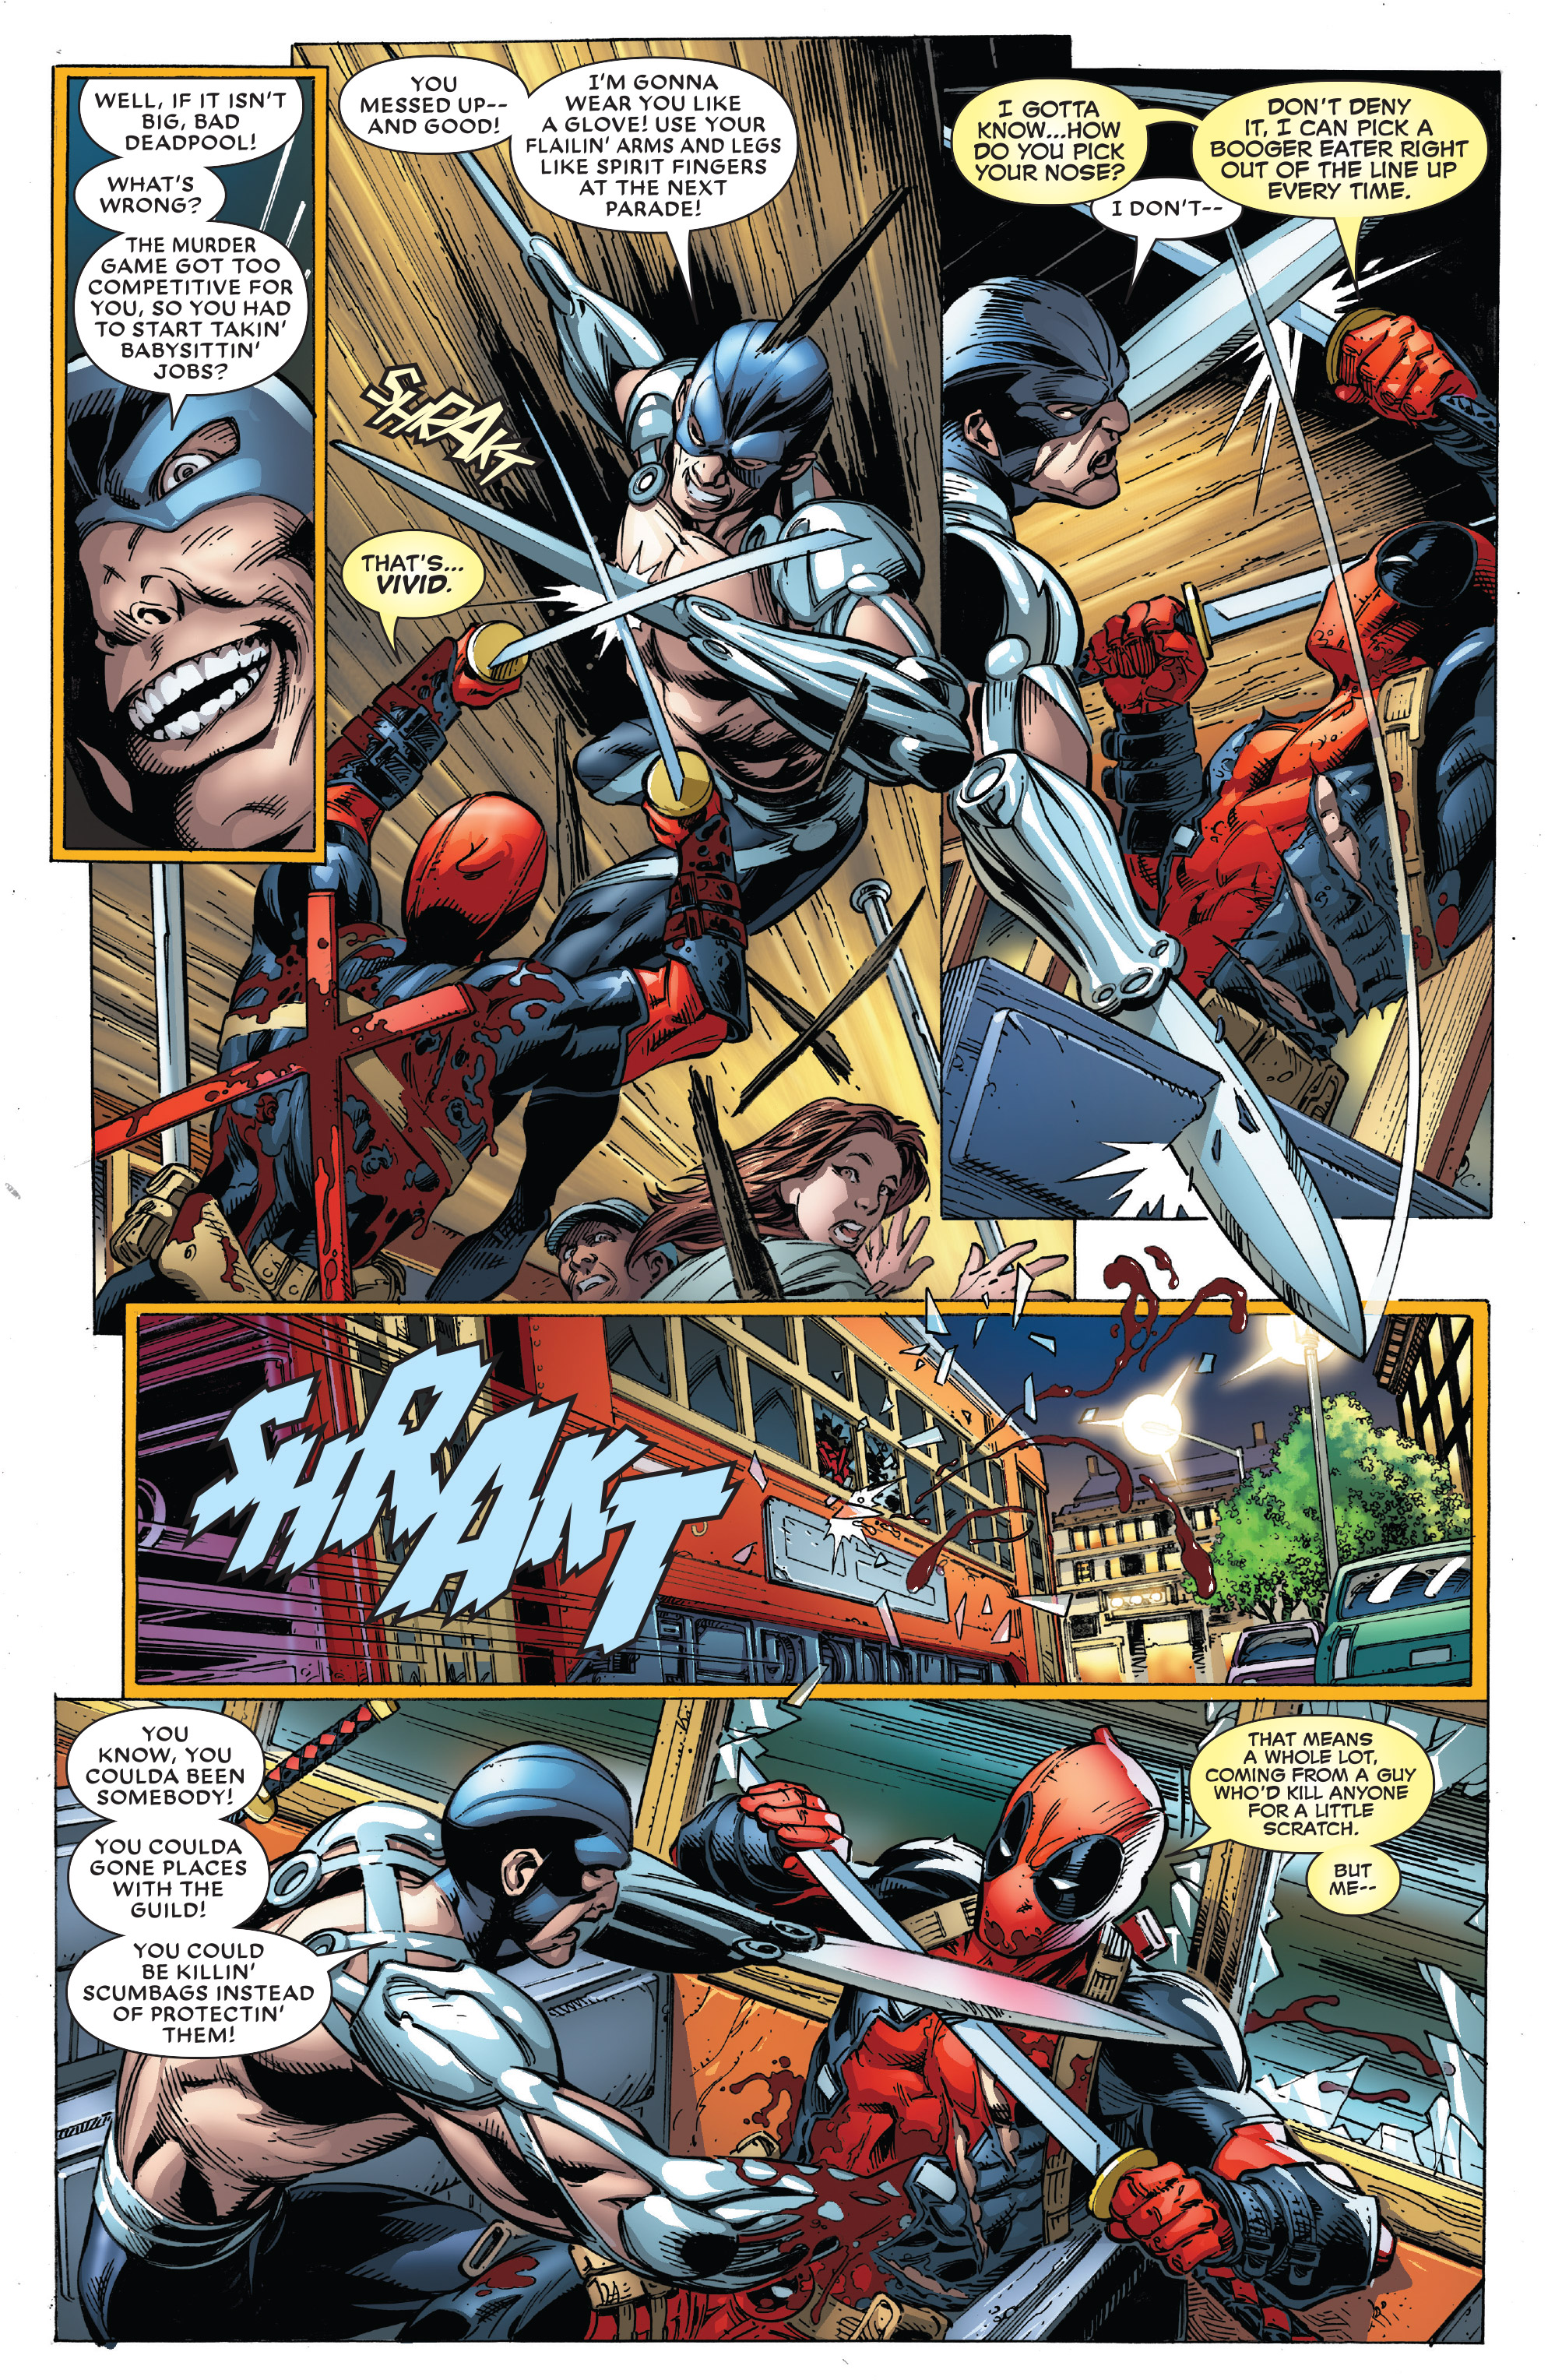 WELL, IF IT ISN'T
BIG, BAD
DEADPOOL!
WHAT'S
WRONG?
THE MURDER
GAME GOT TOO
COMPETITIVE FOR
YOU, SO YOU HAD
TO START TAKIN'
BABYSITTIN'
JOBS?
YOU
MESSED UP--
AND GOOD!
I'M GONNA
WEAR YOU LIKE
A GLOVE! USE YOUR
FLAILIN' ARMS AND LEGS
LIKE SPIRIT FINGERS
AT THE NEXT
PARADE!
SHRAKT
THAT'S...
VIVID.
I GOTTA
KNOW...HOW
DO YOU PICK
YOUR NOSE?
I DON'T--
DON'T DENY
IT, I CAN PICK A
BOOGER EATER RIGHT
OUT OF THE LINE UP
EVERY TIME.
SHRAKT
YOU
KNOW, YOU
COULDA BEEN
SOMEBODY!
YOU COULDA
GONE PLACES
WITH THE
GUILD!
YOU COULD
BE KILLIN'
SCUMBAGS INSTEAD
OF PROTECTIN'
THEM!
THAT MEANS
A WHOLE LOT,
COMING FROM A GUY
WHO'D KILL ANYONE
FOR A LITTLE
SCRATCH.
BUT
ME--